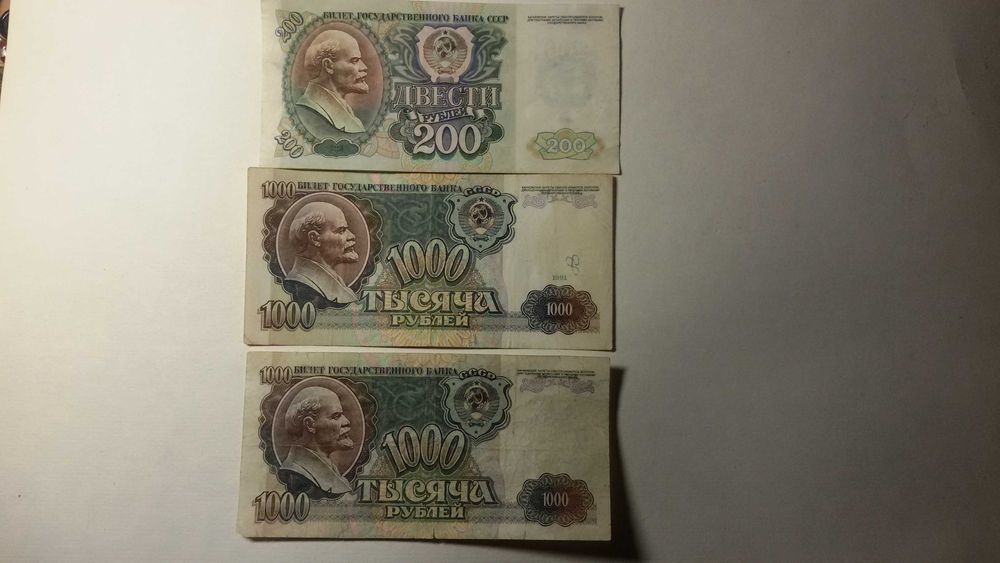 200 БИЛЕТ ГОСУДАРСТВЕННОГО БАНКА СССР
ДВЕСТИ
РУБЛЕЙ
200 200 200
1000 БИЛЕТ ГОСУДАРСТВЕННОГО БАНКА СССР
1000
1991
ТЫСЯЧА
1000 РУБЛЕЙ 1000
1000 БИЛЕТ ГОСУДАРСТВЕННОГО БАНКА СССР
1000
ТЫСЯЧА
1000 РУБЛЕЙ 1000